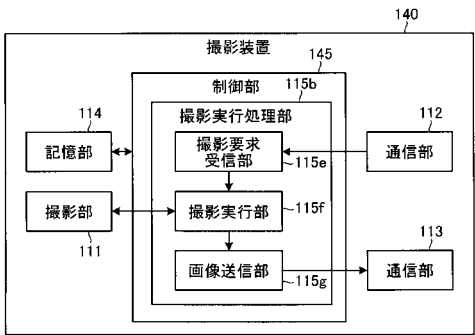 140
撮影装置
145
制御部
115b
撮影実行処理部
114
記憶部
撮影要求
受信部
115e
112
通信部
撮影部
111
撮影実行部
115f
画像送信部
115g
113
通信部